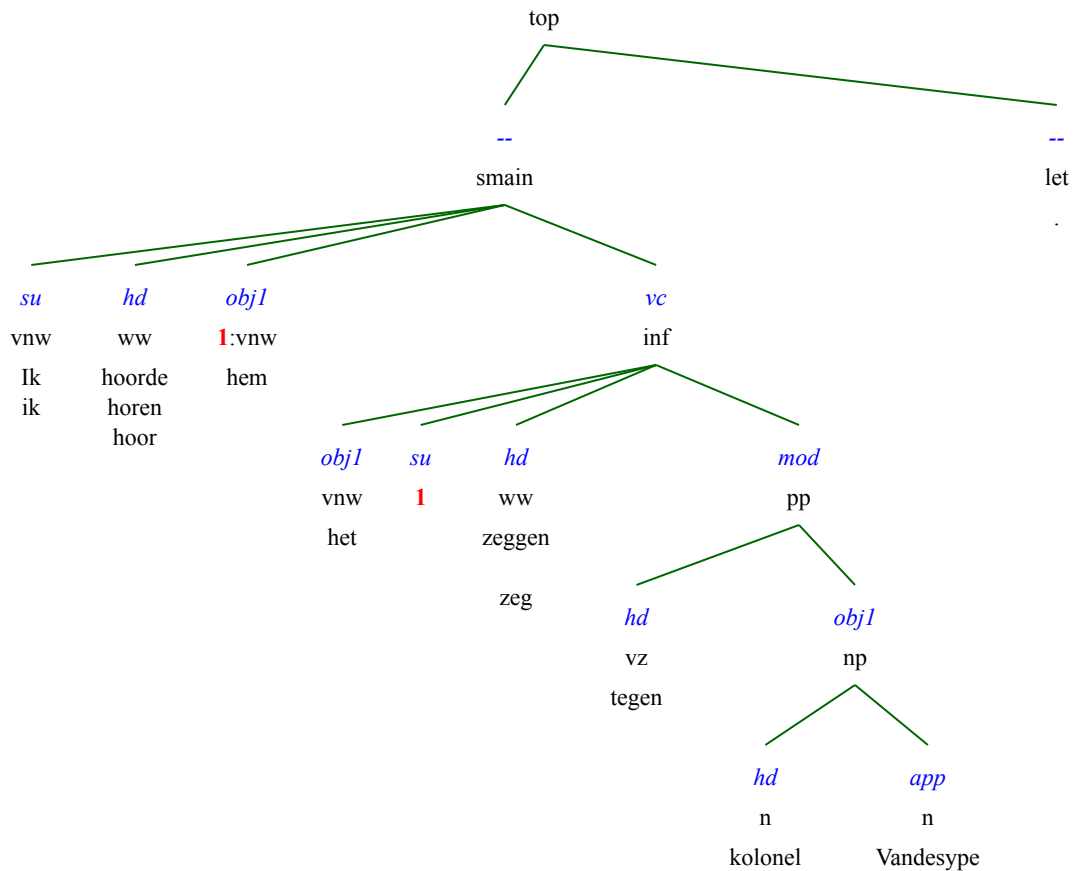 top
-- --
smain let
.
su hd obj1 vc
vnw ww 1:vnw inf
Ik hoorde hem
ik horen
hoor
obj1 su hd mod
vnw 1 ww pp
het zeggen
zeg
hd obj1
vz np
tegen
hd app
n n
kolonel Vandesype